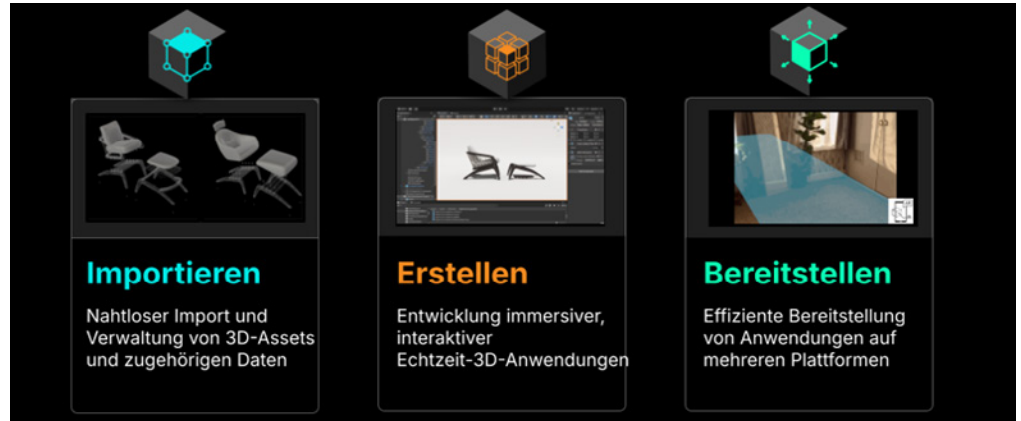 Importieren
Nahtloser Import und
Verwaltung von 3D-Assets
und zugehörigen Daten
Erstellen
Entwicklung immersiver,
interaktiver
Echtzeit-3D-Anwendungen
Bereitstellen
Effiziente Bereitstellung
von Anwendungen auf
mehreren Plattformen